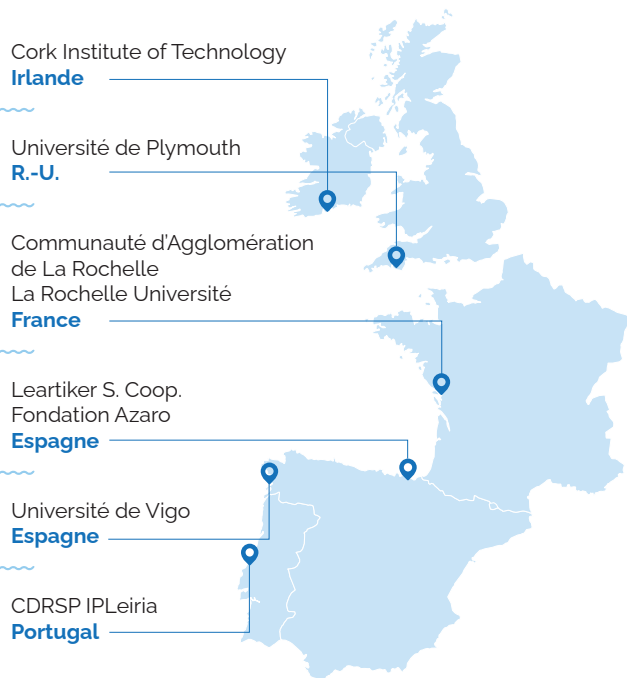 Cork Institute of Technology
Irlande
Université de Plymouth
R.-U.
Communauté d'Agglomération
de La Rochelle
La Rochelle Université
France
Leartiker S. Coop.
Fondation Azaro
Espagne
Université de Vigo
Espagne
CDRSP IPLeiria
Portugal